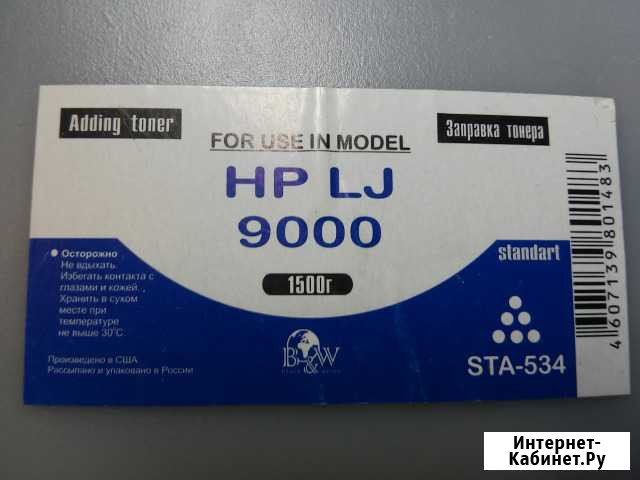 Adding toner
FOR USE IN MODEL
Заправка тонера
HP LJ
9000
1500г
standart
Осторожно
Не вдыхать.
Избегать контакта с
глазами и кожей.
Хранить в сухом
месте при
температуре
не выше 30°C.
Произведено в США
Рассыпано и упаковано в России
B&W
STA-534
4607139801483
Интернет-
Кабинет.Ру